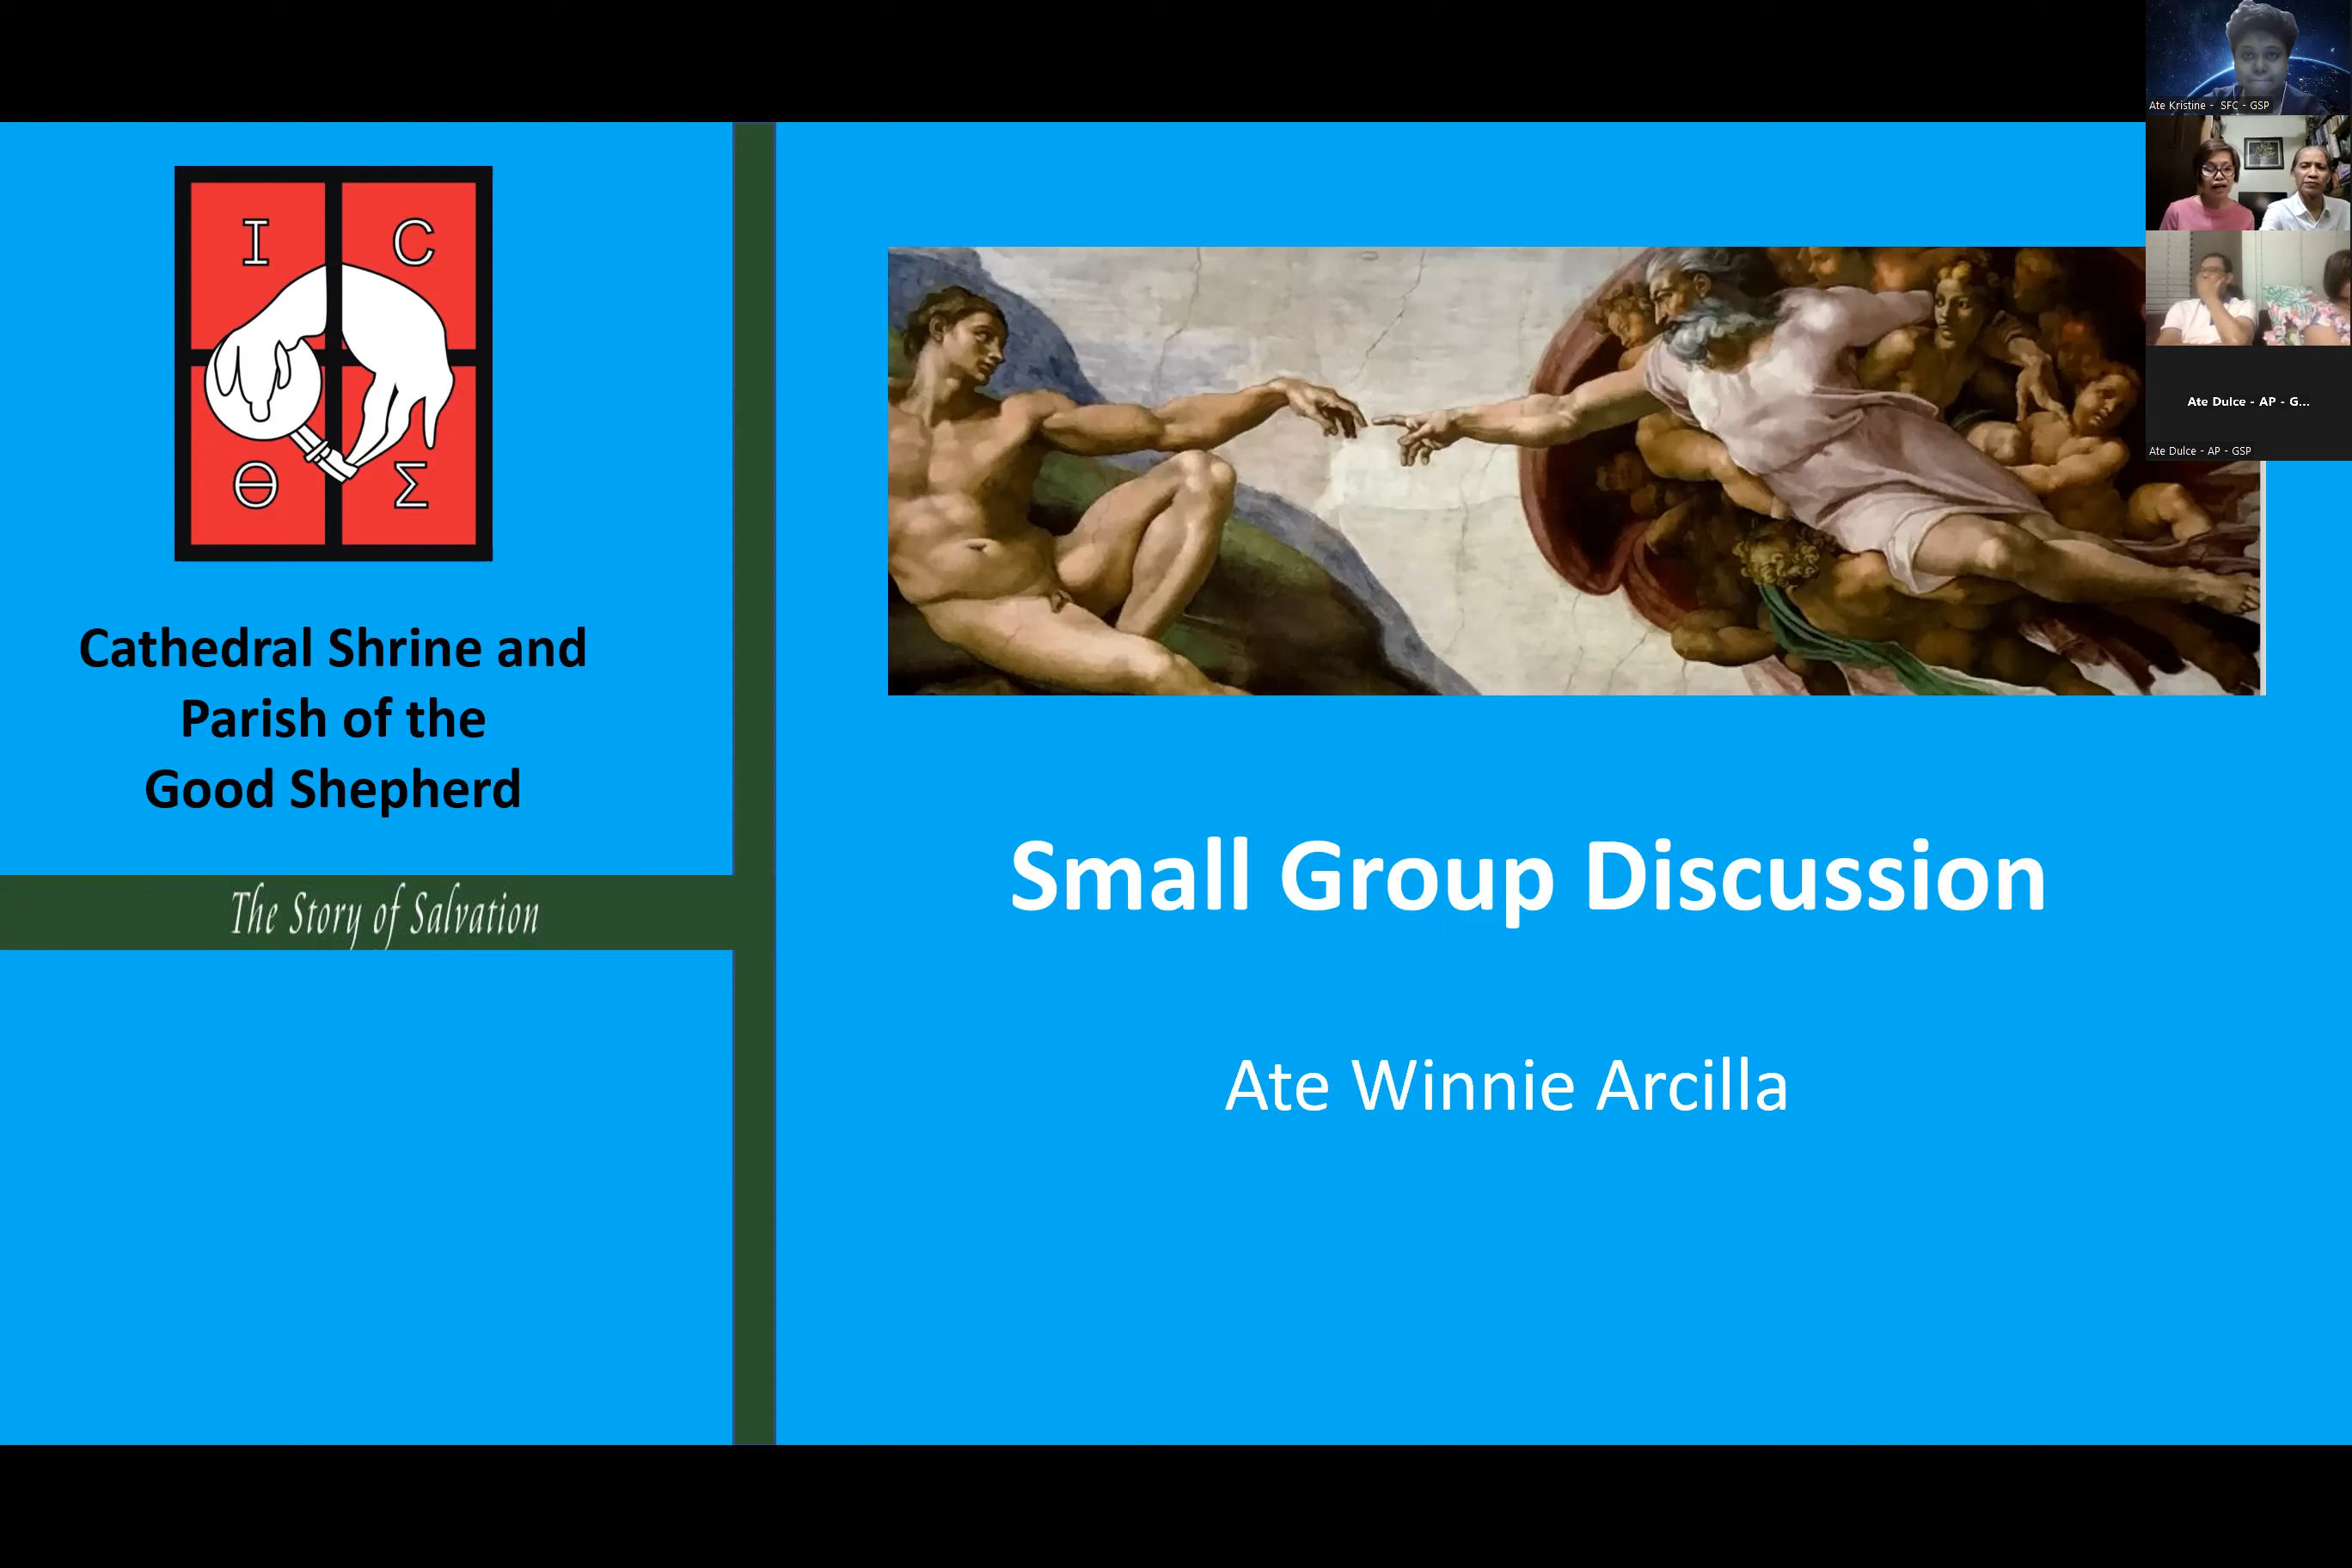 I C
Θ Σ
Cathedral Shrine and
Parish of the
Good Shepherd
The Story of Salvation
Small Group Discussion
Ate Winnie Arcilla
Ate Kristine - SFC - GSP
Ate Dulce - AP - G...
Ate Dulce - AP - GSP